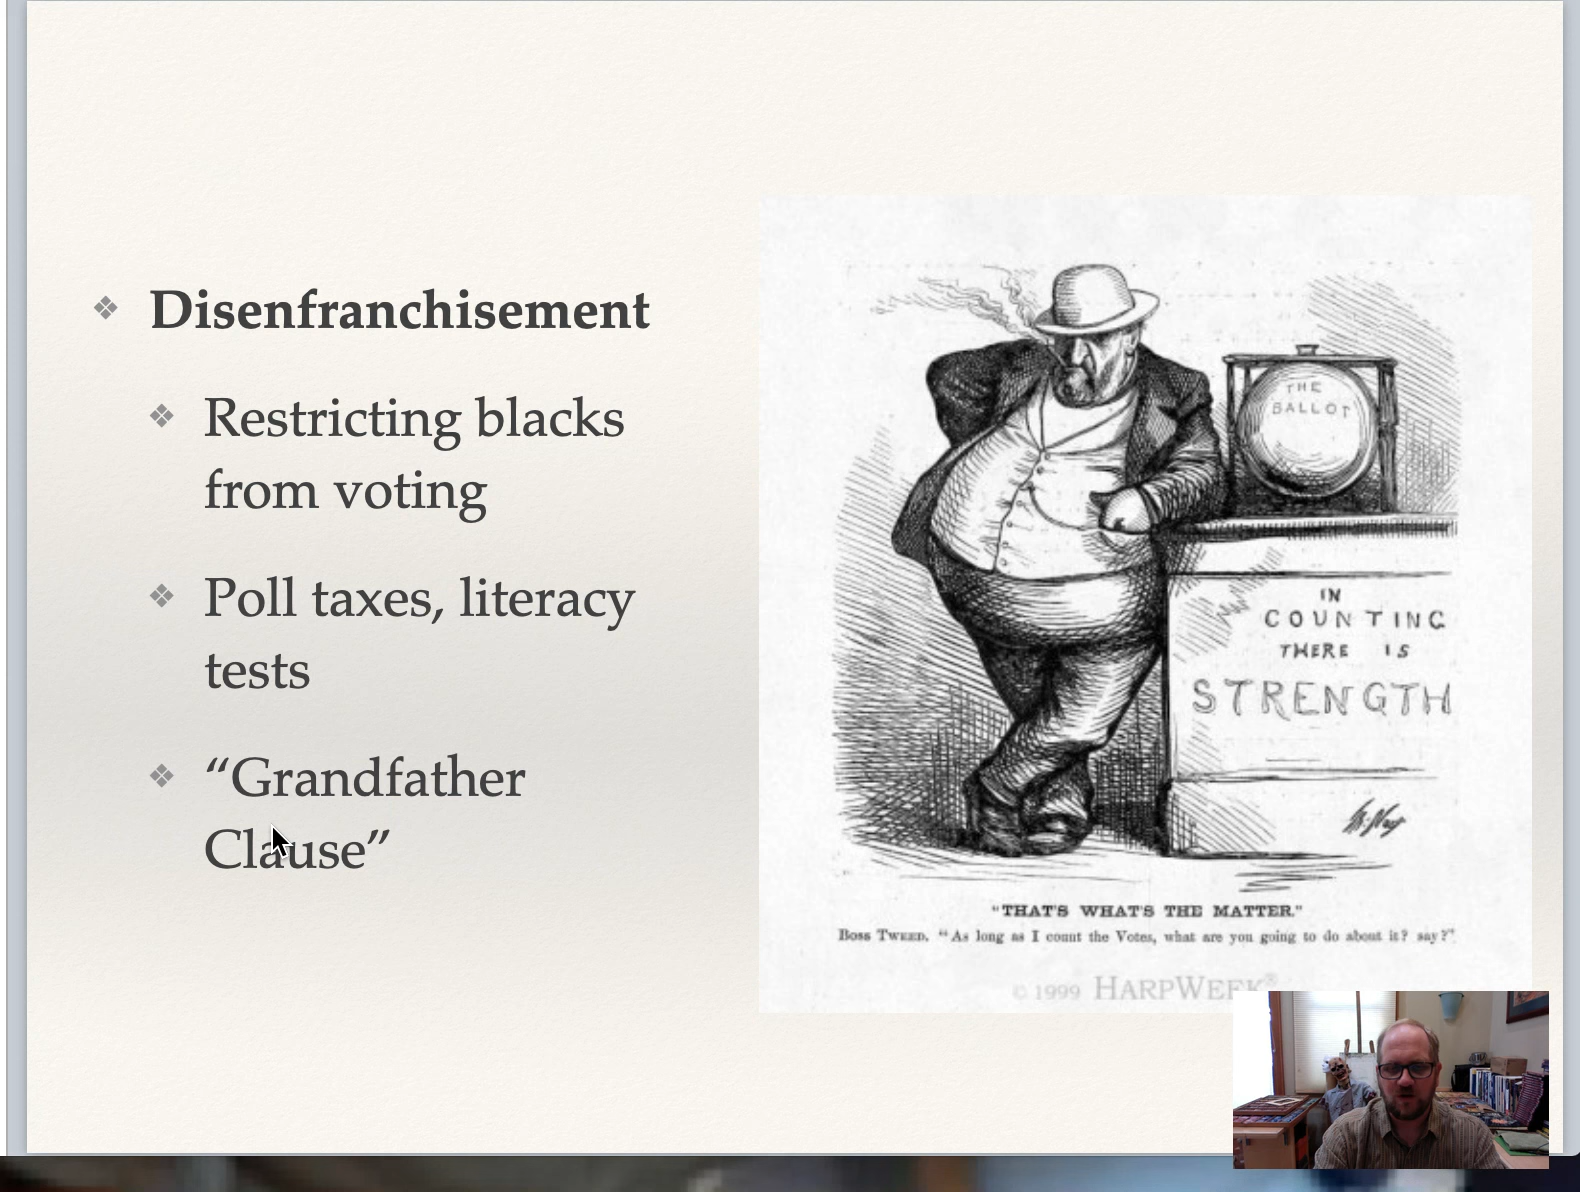 Disenfranchisement
Restricting blacks
from voting
Poll taxes, literacy
tests
“Grandfather
Clause”
THE
BALLOT
IN
COUNTING
THERE IS
STRENGTH
Th. Nast
"THAT'S WHAT'S THE MATTER."
BOSS TWEED. "As long as I count the Votes, what are you going to do about it? say?"
© 1999 HARPWEEK®